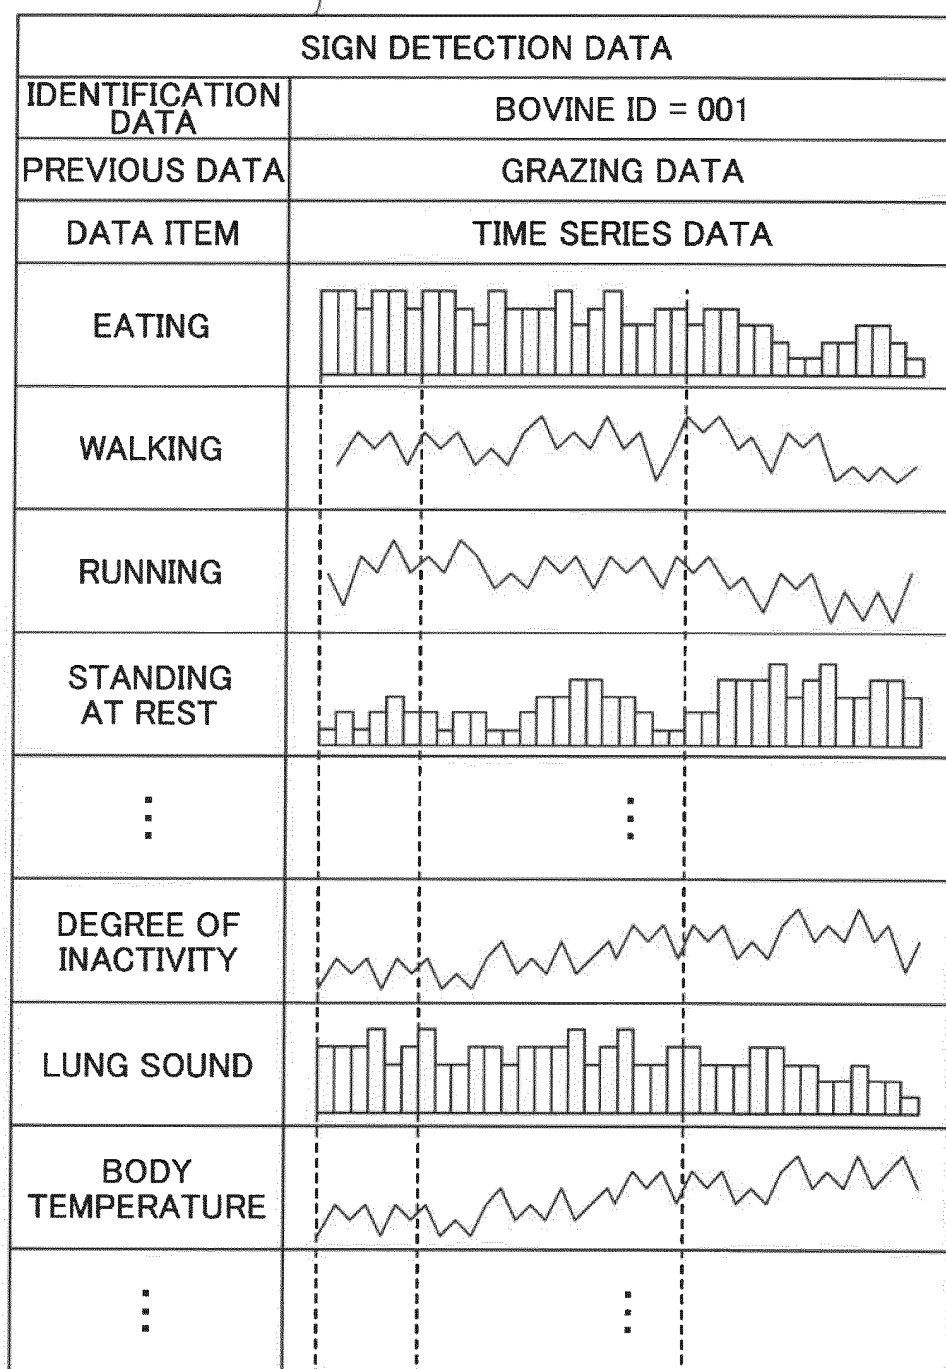 SIGN DETECTION DATA
IDENTIFICATION
DATA
BOVINE ID = 001
PREVIOUS DATA
GRAZING DATA
DATA ITEM
TIME SERIES DATA
EATING
WALKING
RUNNING
STANDING
AT REST
DEGREE OF
INACTIVITY
LUNG SOUND
BODY
TEMPERATURE